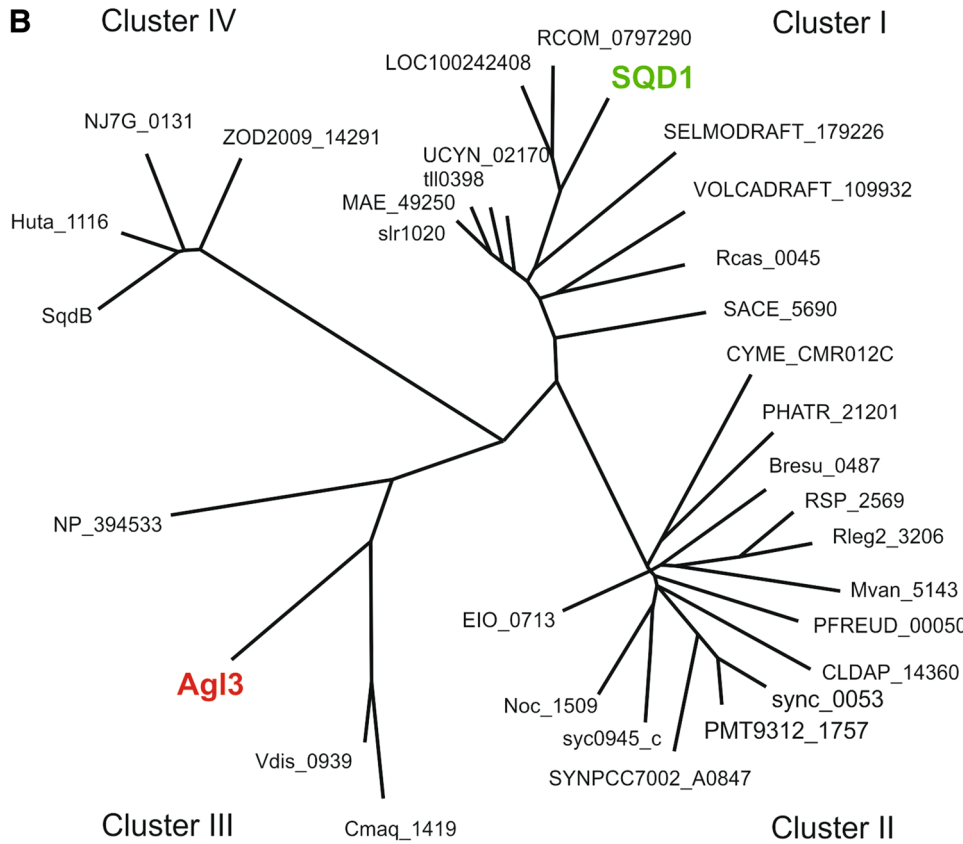 B
Cluster IV
Cluster I
RCOM_0797290
LOC100242408
SQD1
NJ7G_0131
ZOD2009_14291
SELMODRAFT_179226
UCYN_02170
tll0398
VOLCADRAFT_109932
MAE_49250
Huta_1116
slr1020
Rcas_0045
SqdB
SACE_5690
CYME_CMR012C
PHATR_21201
Bresu_0487
RSP_2569
NP_394533
Rleg2_3206
Mvan_5143
EIO_0713
PFREUD_00050
CLDAP_14360
Agl3
sync_0053
Noc_1509
PMT9312_1757
syc0945_c
Vdis_0939
SYNPCC7002_A0847
Cluster III
Cmaq_1419
Cluster II